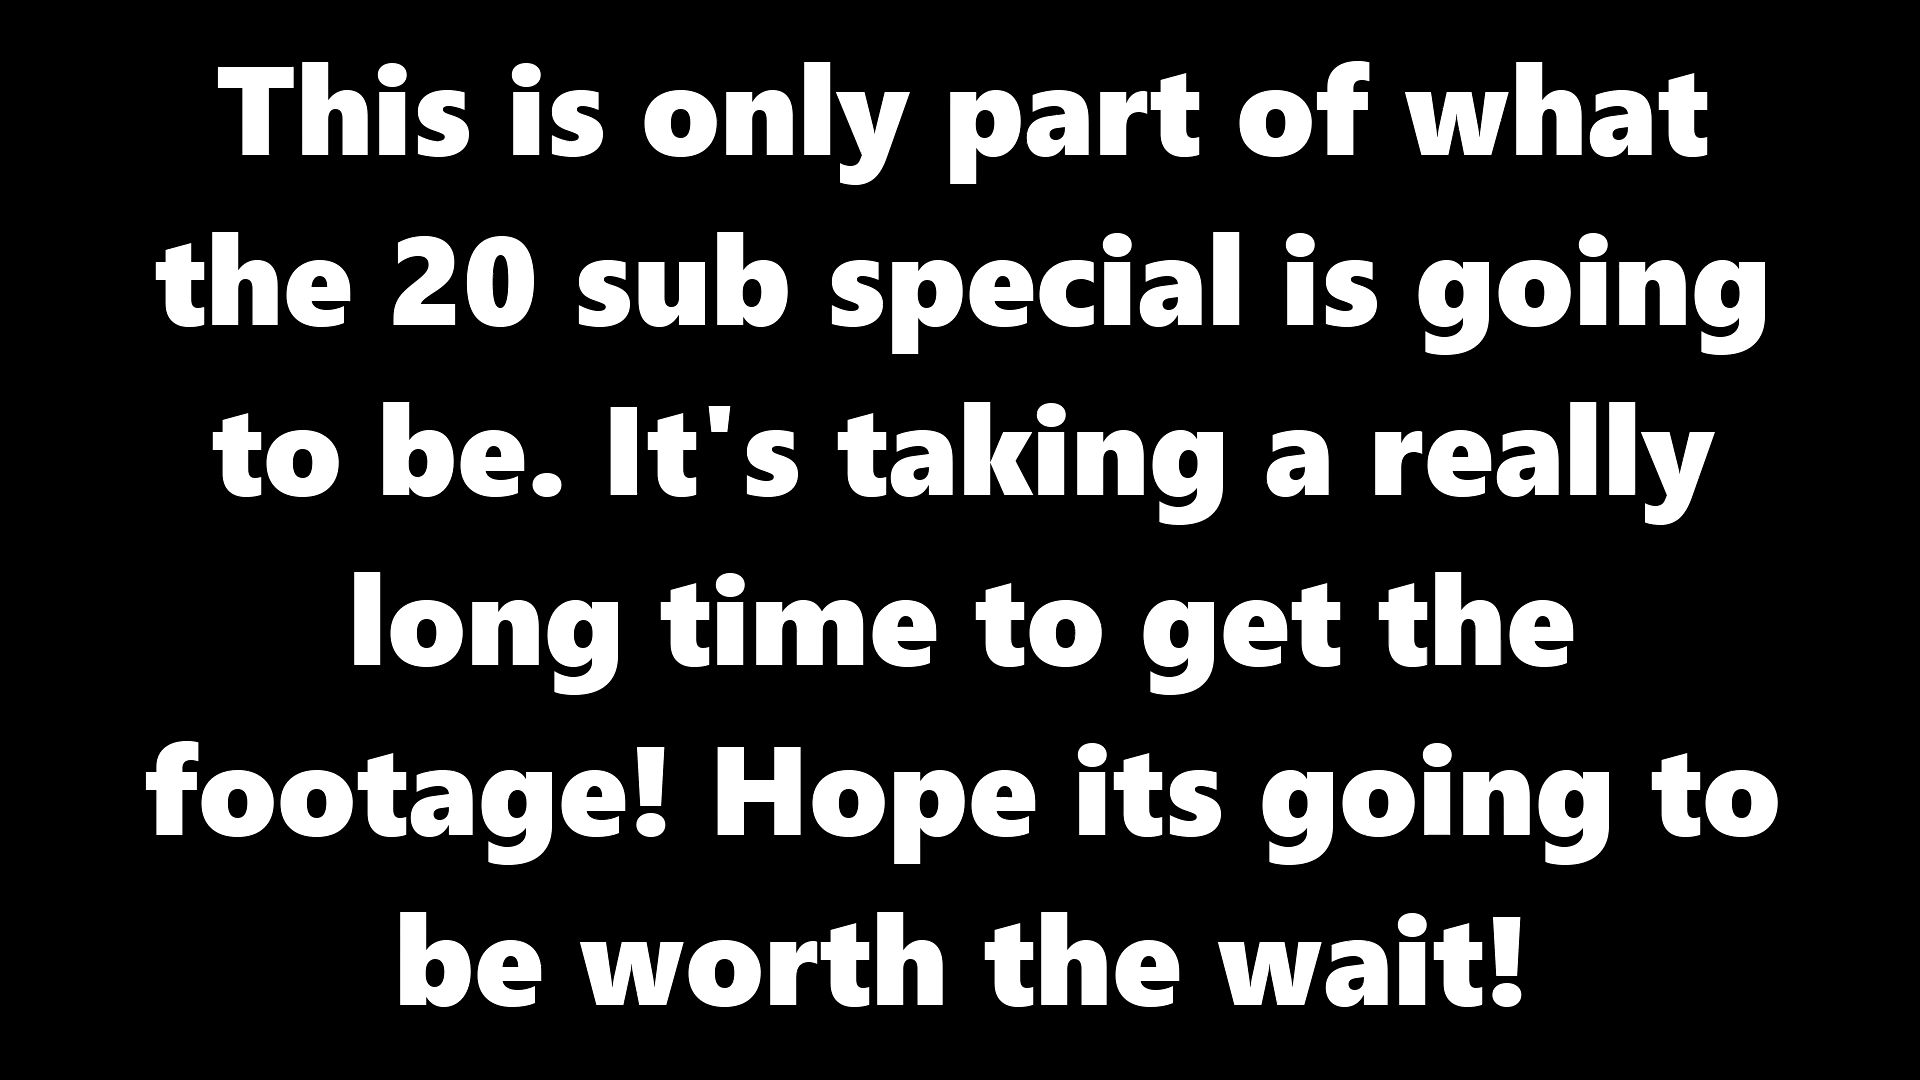 This is only part of what
the 20 sub special is going
to be. It's taking a really
long time to get the
footage! Hope its going to
be worth the wait!